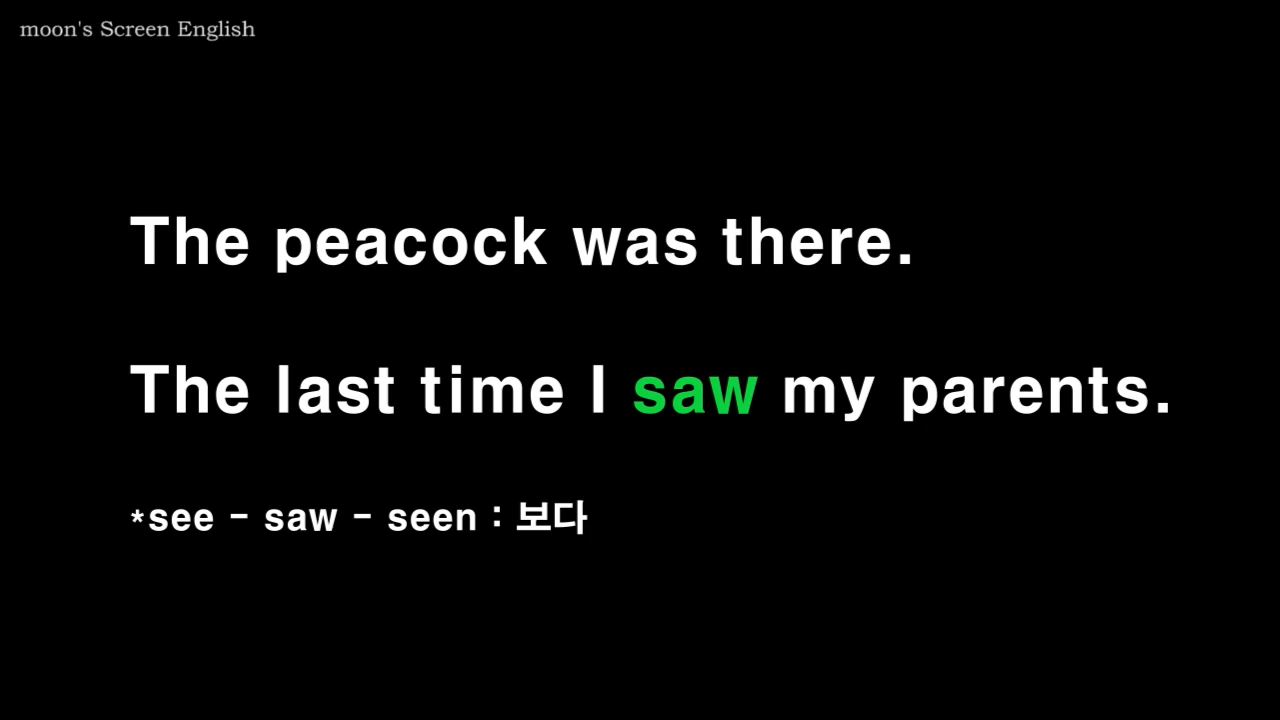 moon's Screen English
The peacock was there.
The last time I saw my parents.
*see - saw - seen : 보다